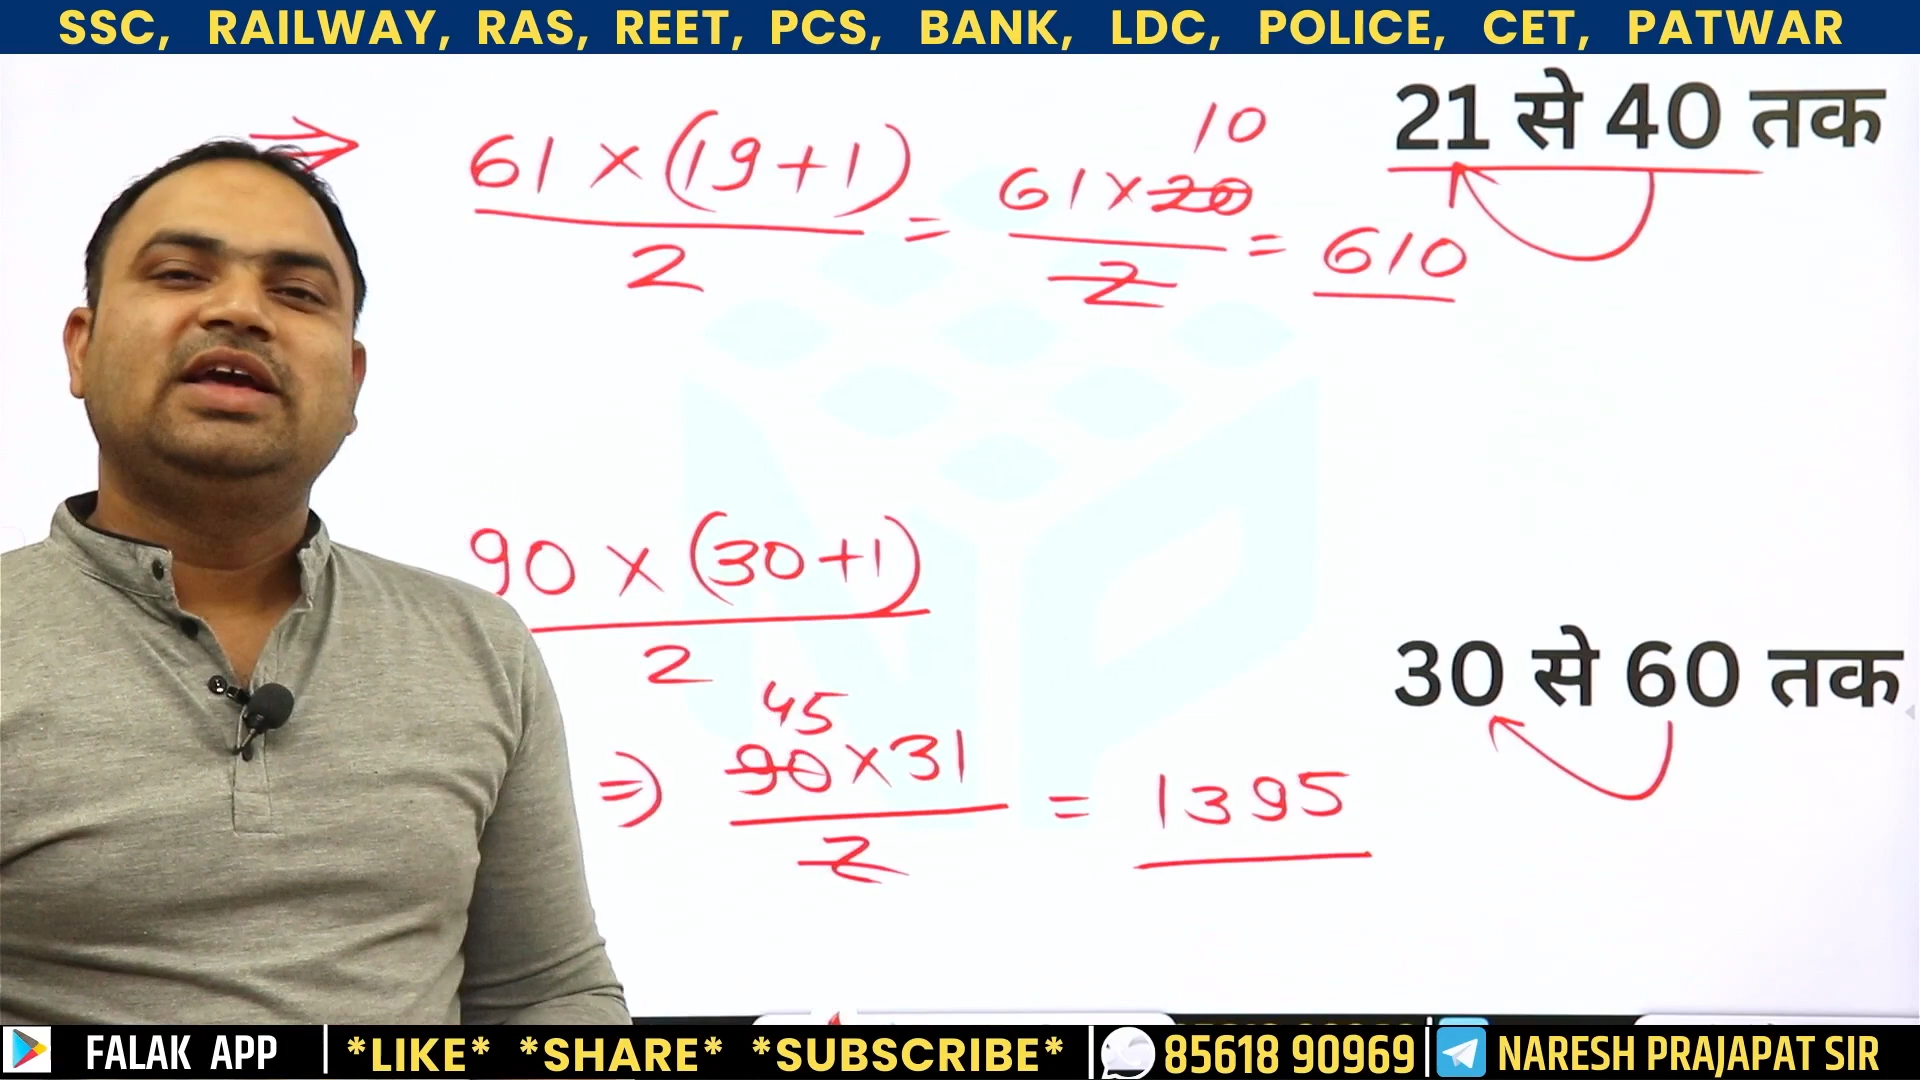 SSC, RAILWAY, RAS, REET, PCS, BANK, LDC, POLICE, CET, PATWAR
21 से 40 तक
⇒ 61 × (19+1) / 2 = 61 × 20 / 2 = 610
10
90 × (30+1) / 2
30 से 60 तक
45
⇒ 90 × 31 / 2 = 1395
FALAK APP | *LIKE* *SHARE* *SUBSCRIBE* | 85618 90969 | NARESH PRAJAPAT SIR